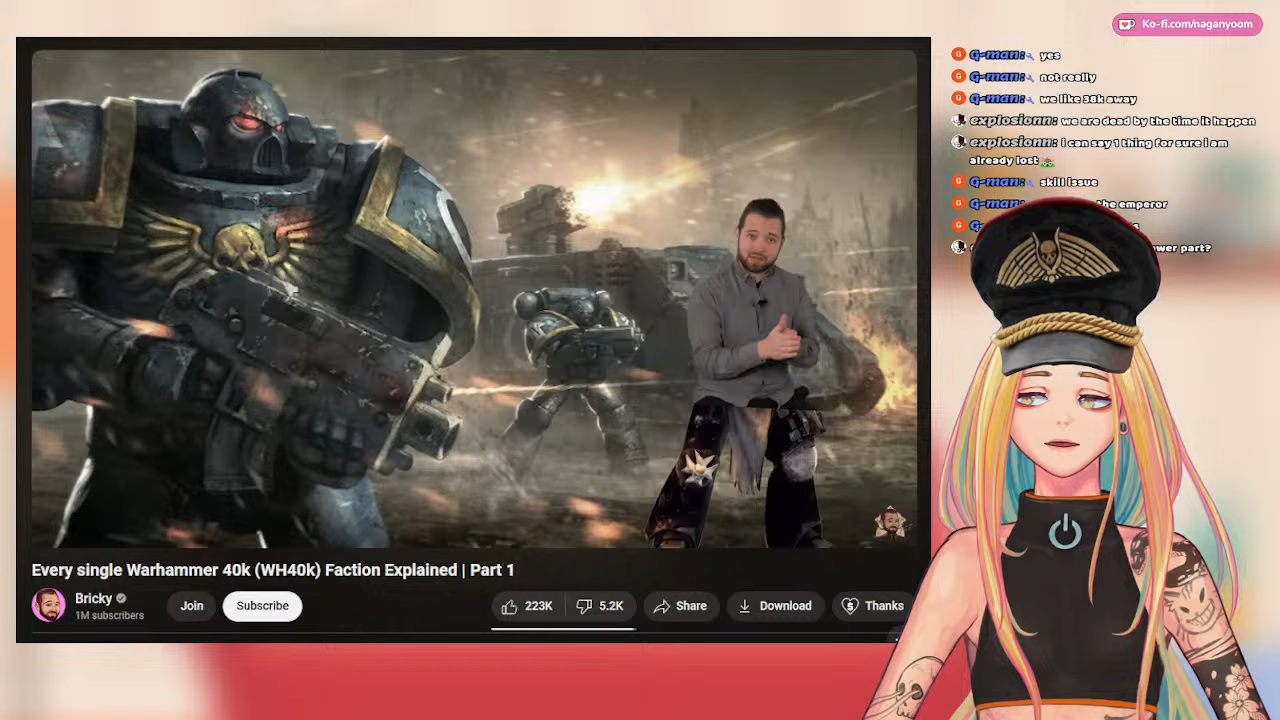 Ko-fi.com/naganyoom
G-man: yes
G-man: not really
G-man: we like 38k away
explosionn: we are dead by the time it happen
explosionn: i can say 1 thing for sure i am
already lost
G-man: skill issue
G-man: the emperor
G-
wer part?
Every single Warhammer 40k (WH40k) Faction Explained | Part 1
Bricky
1M subscribers
Join
Subscribe
223K
5.2K
Share
Download
Thanks